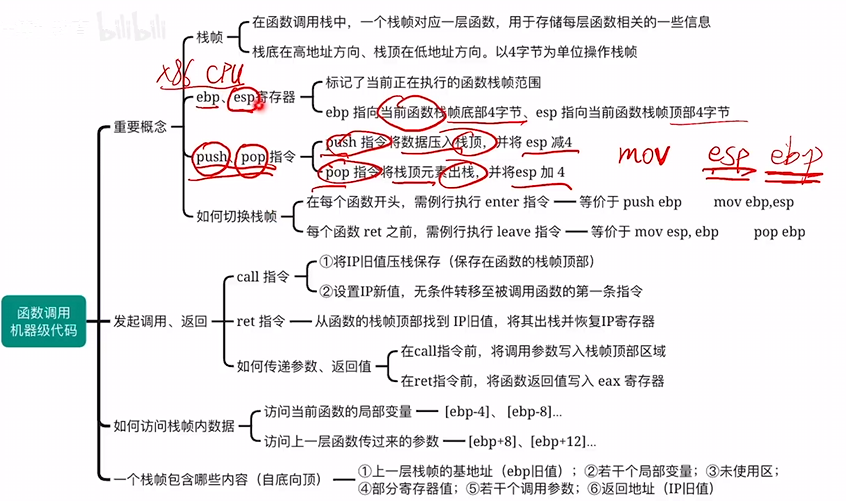 bilibili
栈帧
在函数调用栈中，一个栈帧对应一层函数，用于存储每层函数相关的一些信息
栈底在高地址方向、栈顶在低地址方向。以4字节为单位操作栈帧
x86 CPU
ebp、esp寄存器
标记了当前正在执行的函数栈帧范围
ebp 指向当前函数栈帧底部4字节、esp 指向当前函数栈帧顶部4字节
重要概念
push、pop 指令
push 指令将数据压入栈顶，并将 esp 减4
pop 指令将栈顶元素出栈，并将esp 加 4
mov esp ebp
如何切换栈帧
在每个函数开头，需例行执行 enter 指令
等价于 push ebp mov ebp,esp
每个函数 ret 之前，需例行执行 leave 指令
等价于 mov esp, ebp pop ebp
函数调用
机器级代码
发起调用、返回
call 指令
①将IP旧值压栈保存（保存在函数的栈帧顶部）
②设置IP新值，无条件转移至被调用函数的第一条指令
ret 指令
从函数的栈帧顶部找到 IP旧值，将其出栈并恢复IP寄存器
如何传递参数、返回值
在call指令前，将调用参数写入栈帧顶部区域
在ret指令前，将函数返回值写入 eax 寄存器
如何访问栈帧内数据
访问当前函数的局部变量
[ebp-4]、 [ebp-8]...
访问上一层函数传过来的参数
[ebp+8]、[ebp+12]...
一个栈帧包含哪些内容（自底向顶）
①上一层栈帧的基地址（ebp旧值）；②若干个局部变量；③未使用区；
④部分寄存器值；⑤若干个调用参数；⑥返回地址（IP旧值）